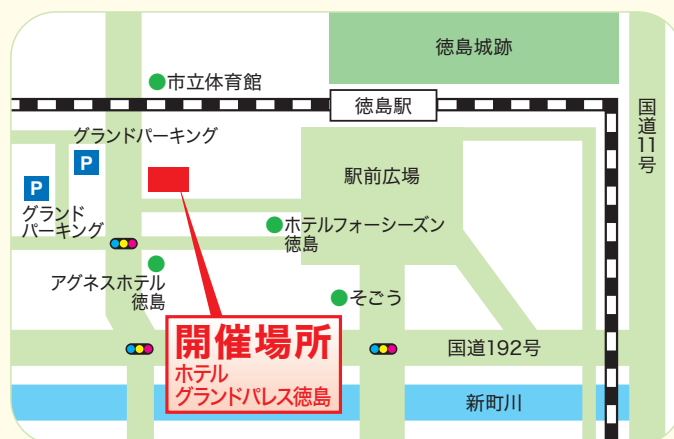 徳島城跡
市立体育館
徳島駅
国道11号
グランドパーキング
P
P
駅前広場
グランド
パーキング
ホテルフォーシーズン
徳島
アグネスホテル
徳島
そごう
開催場所
ホテル
グランドパレス徳島
国道192号
新町川